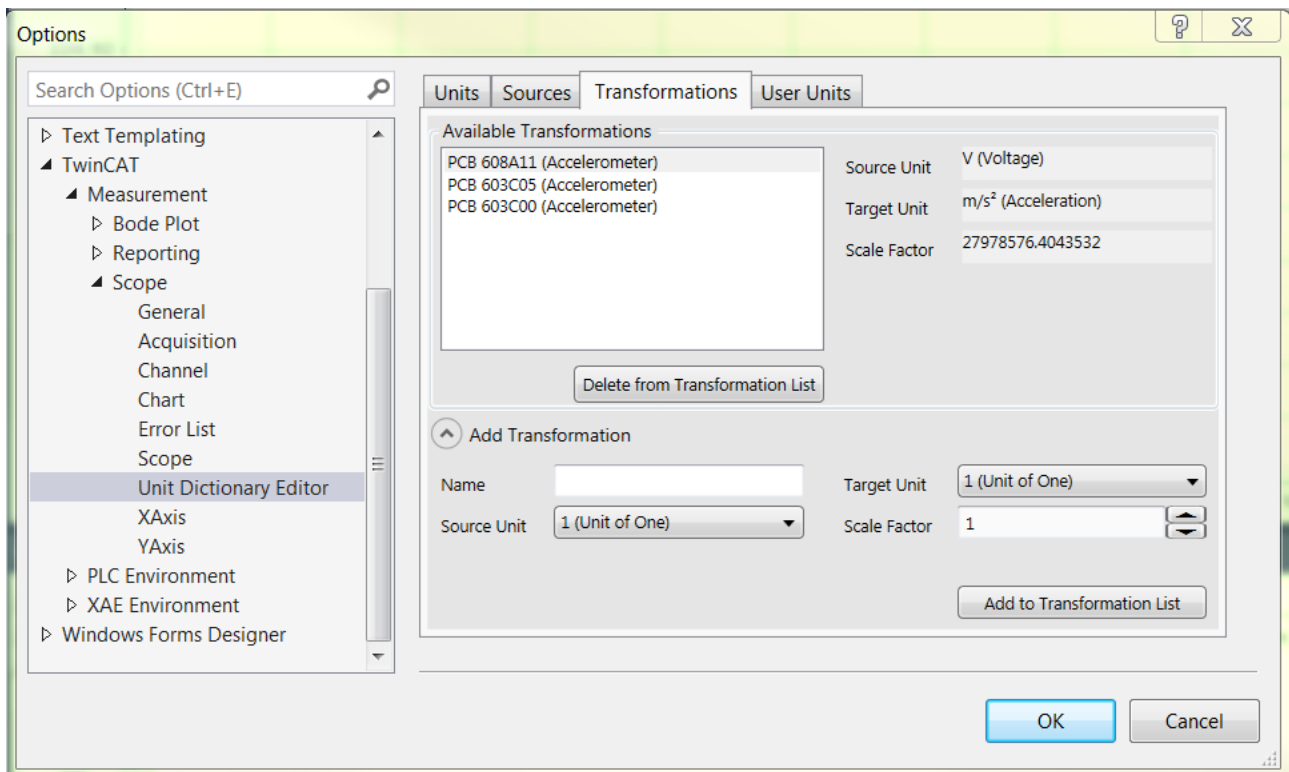 Options
Search Options (Ctrl+E)
Text Templating
TwinCAT
Measurement
Bode Plot
Reporting
Scope
General
Acquisition
Channel
Chart
Error List
Scope
Unit Dictionary Editor
XAxis
YAxis
PLC Environment
XAE Environment
Windows Forms Designer
Units Sources Transformations User Units
Available Transformations
PCB 608A11 (Accelerometer)
PCB 603C05 (Accelerometer)
PCB 603C00 (Accelerometer)
Source Unit V (Voltage)
Target Unit m/s² (Acceleration)
Scale Factor 27978576.4043532
Delete from Transformation List
Add Transformation
Name
Target Unit 1 (Unit of One)
Source Unit 1 (Unit of One)
Scale Factor 1
Add to Transformation List
OK Cancel